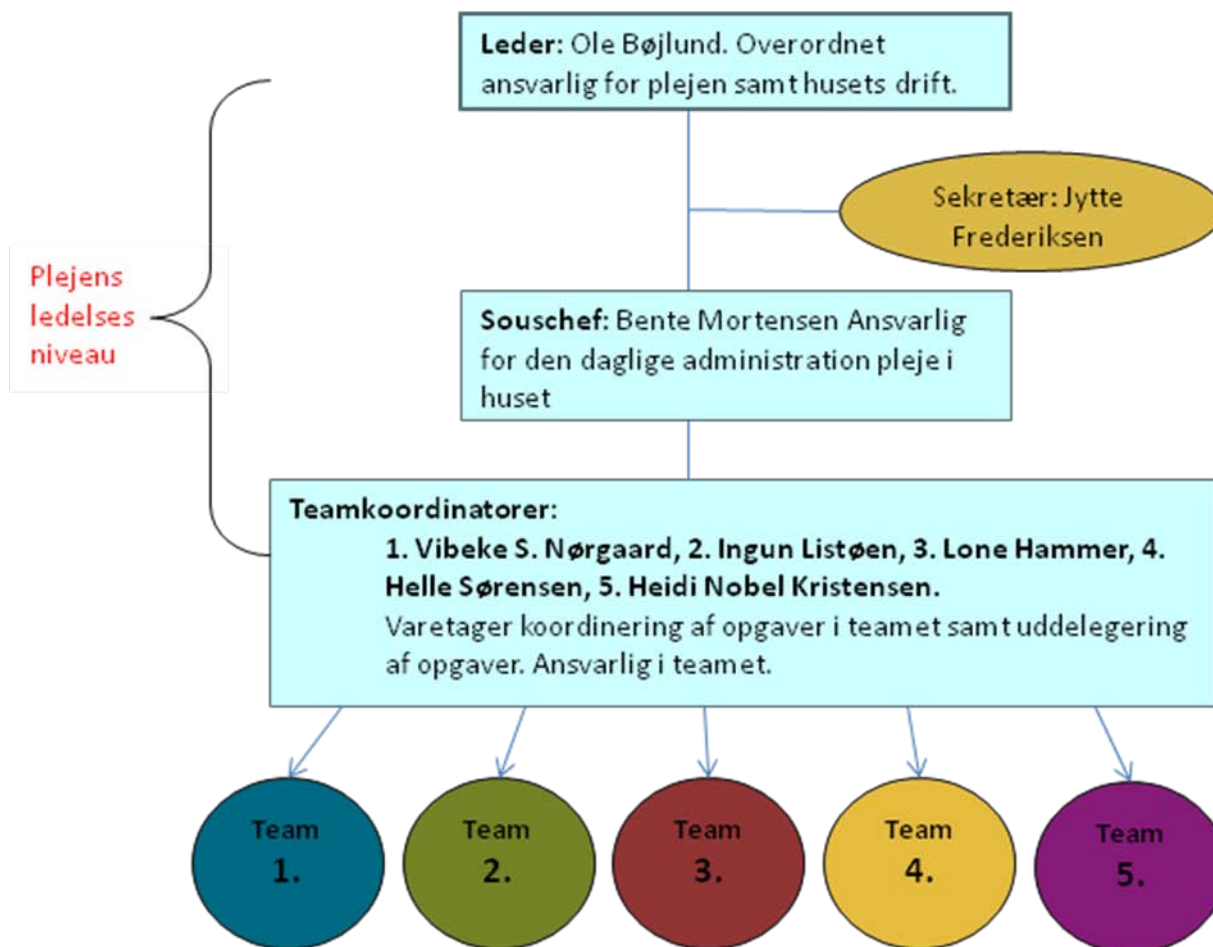 Leder: Ole Bøjlund. Overordnet
ansvarlig for plejen samt husets drift.
Sekretær: Jytte
Frederiksen
Plejens
ledelses
niveau
Souschef: Bente Mortensen Ansvarlig
for den daglige administration pleje i
huset
Teamkoordinatorer:
1. Vibeke S. Nørgaard, 2. Ingun Listøen, 3. Lone Hammer, 4.
Helle Sørensen, 5. Heidi Nobel Kristensen.
Varetager koordinering af opgaver i teamet samt uddelegering
af opgaver. Ansvarlig i teamet.
Team
1.
Team
2.
Team
3.
Team
4.
Team
5.